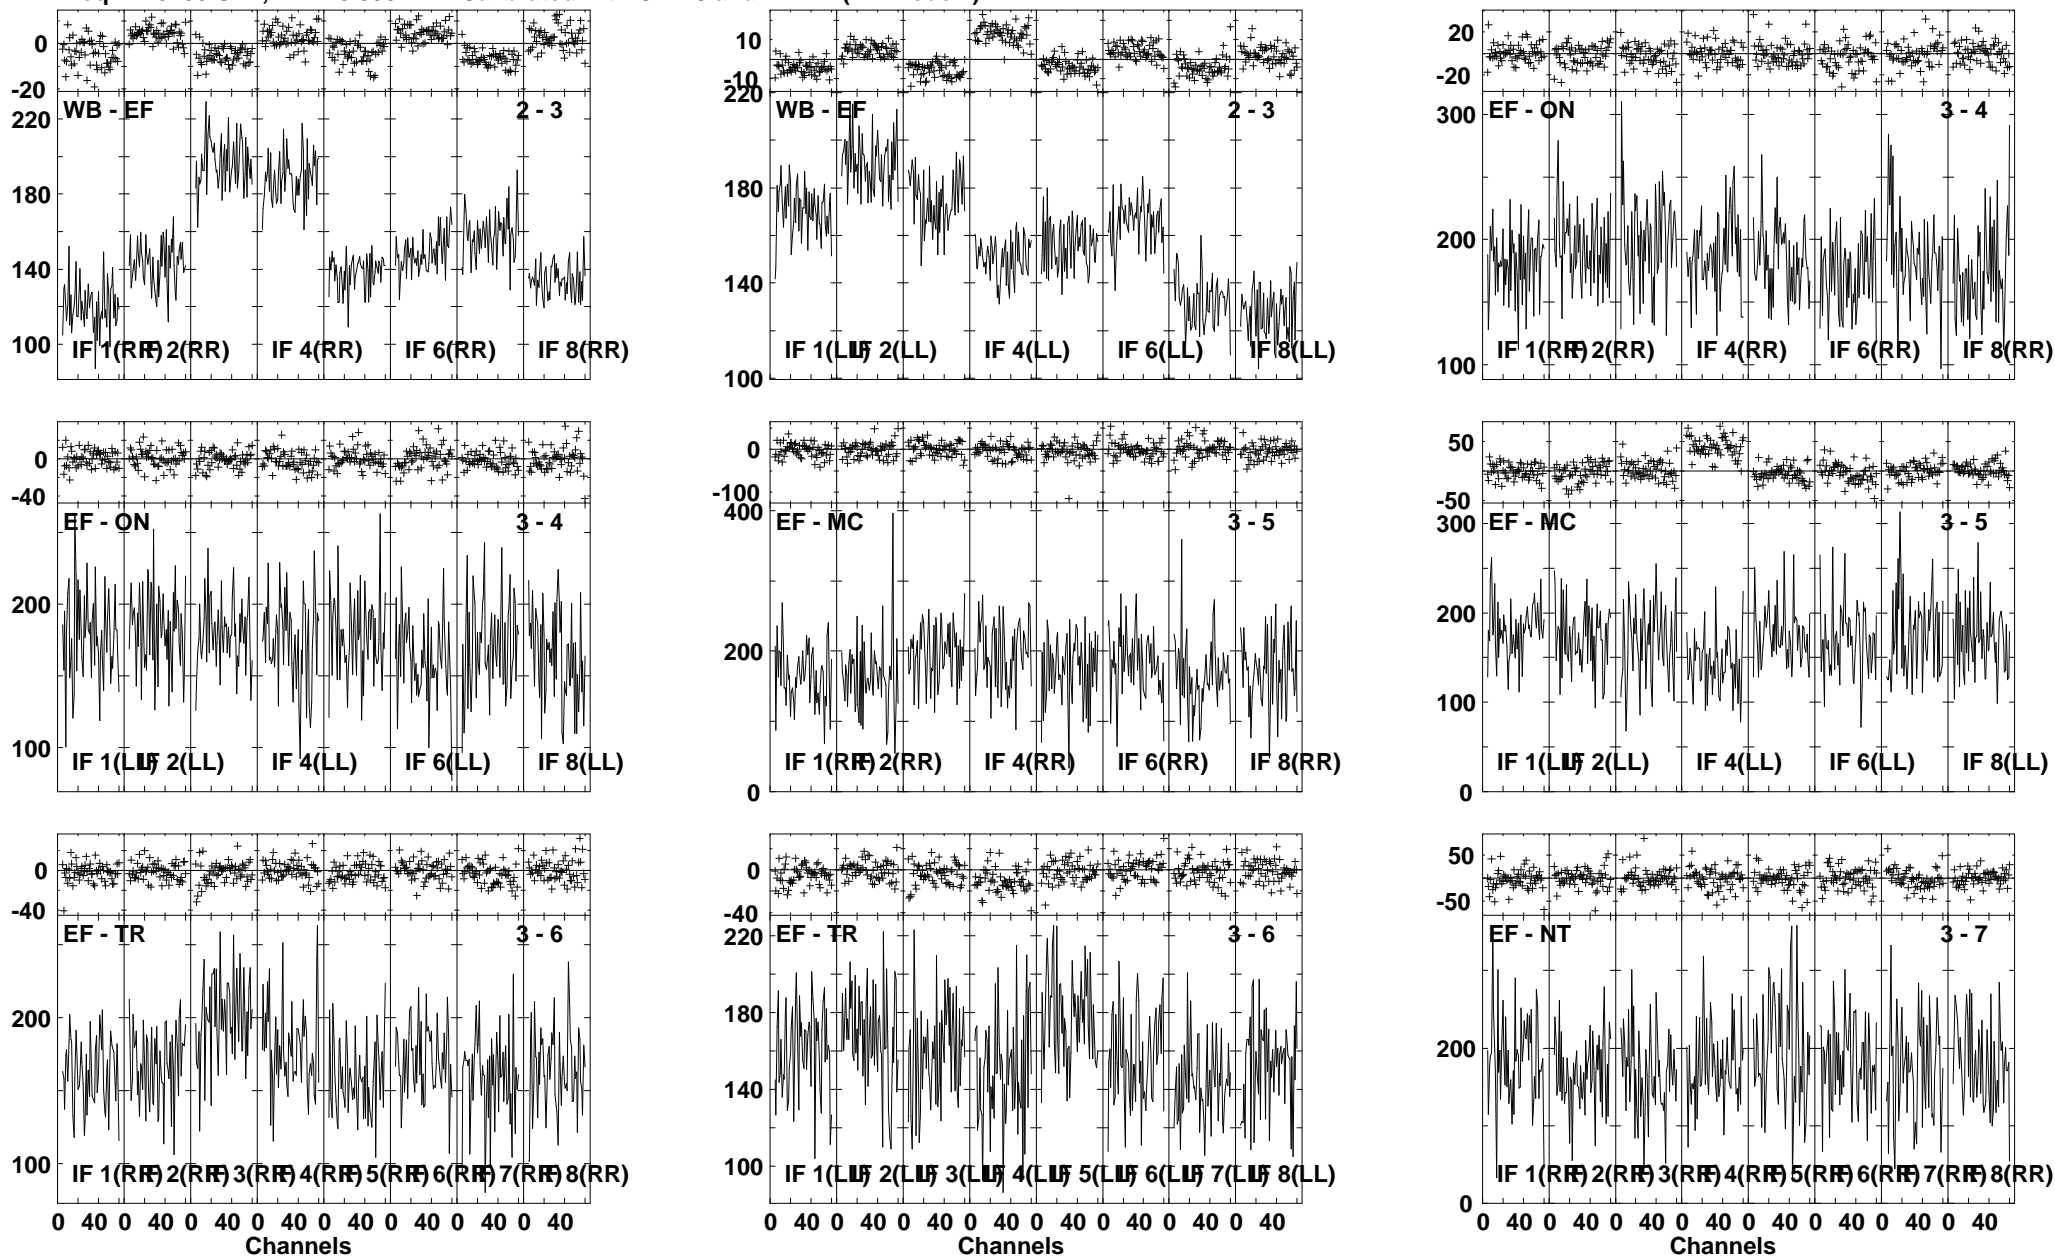 0
-20
WB - EF 2 - 3
220
180
140
100
IF 1(RR) IF 2(RR) IF 4(RR) IF 6(RR) IF 8(RR)
10
-10
220
WB - EF 2 - 3
180
140
100
IF 1(LL) IF 2(LL) IF 4(LL) IF 6(LL) IF 8(LL)
20
-20
EF - ON 3 - 4
300
200
100
IF 1(RR) IF 2(RR) IF 4(RR) IF 6(RR) IF 8(RR)
0
-40
EF - ON 3 - 4
200
100
IF 1(LL) IF 2(LL) IF 4(LL) IF 6(LL) IF 8(LL)
0
-100
400
EF - MC 3 - 5
200
0
IF 1(RR) IF 2(RR) IF 4(RR) IF 6(RR) IF 8(RR)
50
-50
EF - MC 3 - 5
300
200
100
0
IF 1(LL) IF 2(LL) IF 4(LL) IF 6(LL) IF 8(LL)
0
-40
EF - TR 3 - 6
200
100
IF 1(RR) IF 2(RR) IF 3(RR) IF 4(RR) IF 5(RR) IF 6(RR) IF 7(RR) IF 8(RR)
0 40 0 40 0 40 0 40 0 40 0 40 0 40 0 40
Channels
0
-40
EF - TR 3 - 6
220
180
140
100
IF 1(LL) IF 2(LL) IF 3(LL) IF 4(LL) IF 5(LL) IF 6(LL) IF 7(LL) IF 8(LL)
0 40 0 40 0 40 0 40 0 40 0 40 0 40 0 40
Channels
50
-50
EF - NT 3 - 7
200
0
IF 1(RR) IF 2(RR) IF 3(RR) IF 4(RR) IF 5(RR) IF 6(RR) IF 7(RR) IF 8(RR)
0 40 0 40 0 40 0 40 0 40 0 40 0 40 0 40
Channels